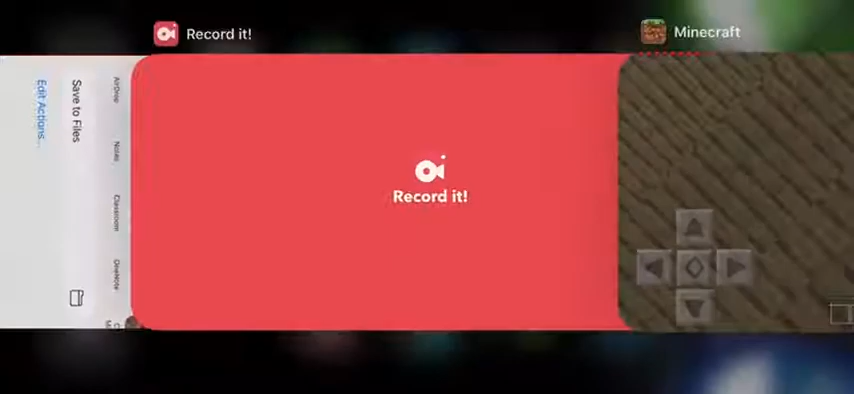 Record it!
Minecraft
Edit Actions...
Save to Files
AirDrop
Notes
Classroom
OneNote
Record it!